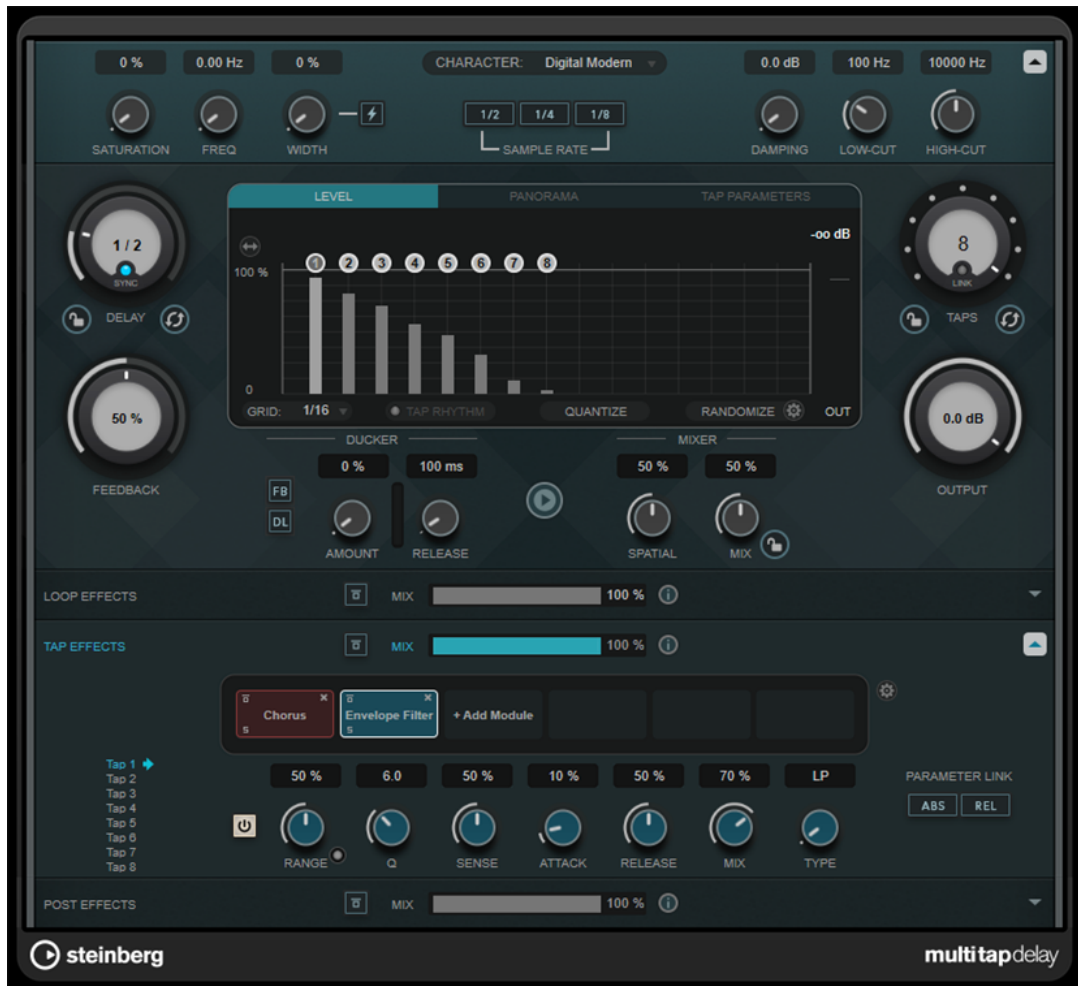 0 % 0.00 Hz 0 % CHARACTER: Digital Modern 0.0 dB 100 Hz 10000 Hz
1/2 1/4 1/8
SATURATION FREQ WIDTH SAMPLE RATE DAMPING LOW-CUT HIGH-CUT
LEVEL PANORAMA TAP PARAMETERS
-oo dB
1 / 2
SYNC
DELAY
100 %
1 2 3 4 5 6 7 8
0
8
LINK
TAPS
GRID: 1/16 TAP RHYTHM QUANTIZE RANDOMIZE OUT
50 %
FEEDBACK
0.0 dB
OUTPUT
DUCKER MIXER
0 % 100 ms 50 % 50 %
FB
DL
AMOUNT RELEASE SPATIAL MIX
LOOP EFFECTS MIX 100 %
TAP EFFECTS MIX 100 %
Chorus Envelope Filter + Add Module
S S
Tap 1
Tap 2
Tap 3
Tap 4
Tap 5
Tap 6
Tap 7
Tap 8
50 % 6.0 50 % 10 % 50 % 70 % LP
RANGE Q SENSE ATTACK RELEASE MIX TYPE
PARAMETER LINK
ABS REL
POST EFFECTS MIX 100 %
steinberg multitapdelay